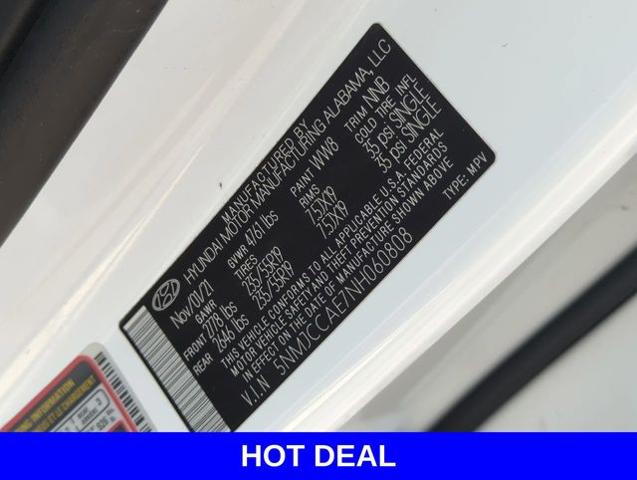 MANUFACTURED BY
HYUNDAI MOTOR MANUFACTURING ALABAMA, LLC
Nov/01/21 GVWR 4761 lbs PAINT WW8 TRIM NNB
GAWR TIRES RIMS COLD TIRE INFL
FRONT 2778 lbs 235/55R19 7.5JX19 35 psi SINGLE
REAR 2646 lbs 235/55R19 7.5JX19 35 psi SINGLE
THIS VEHICLE CONFORMS TO ALL APPLICABLE U.S.A. FEDERAL
MOTOR VEHICLE SAFETY AND THEFT PREVENTION STANDARDS
IN EFFECT ON THE DATE OF MANUFACTURE SHOWN ABOVE
V.I.N 5NMJCCAE7NH060808 TYPE: MPV
HOT DEAL